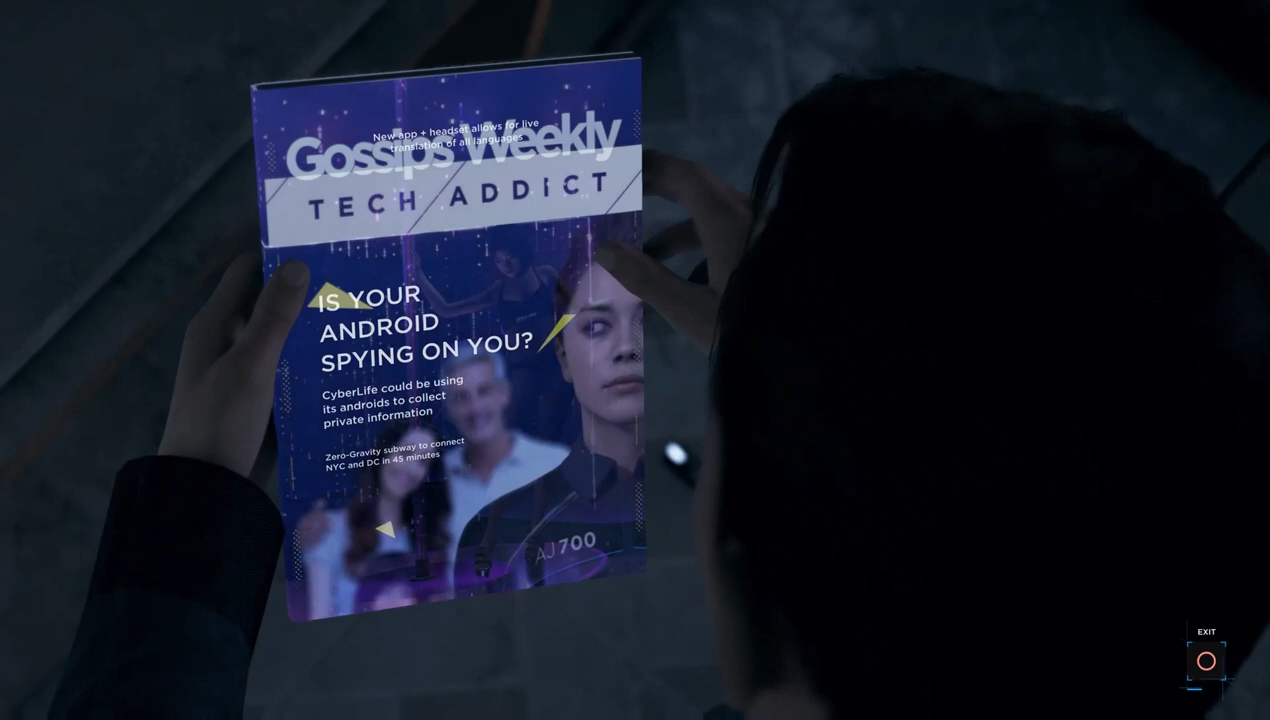 New app + headset allows for live
translation of all languages
Gossips Weekly
TECH ADDICT
IS YOUR
ANDROID
SPYING ON YOU?
CyberLife could be using
its androids to collect
private information
Zero-Gravity subway to connect
NYC and DC in 45 minutes
AJ700
EXIT